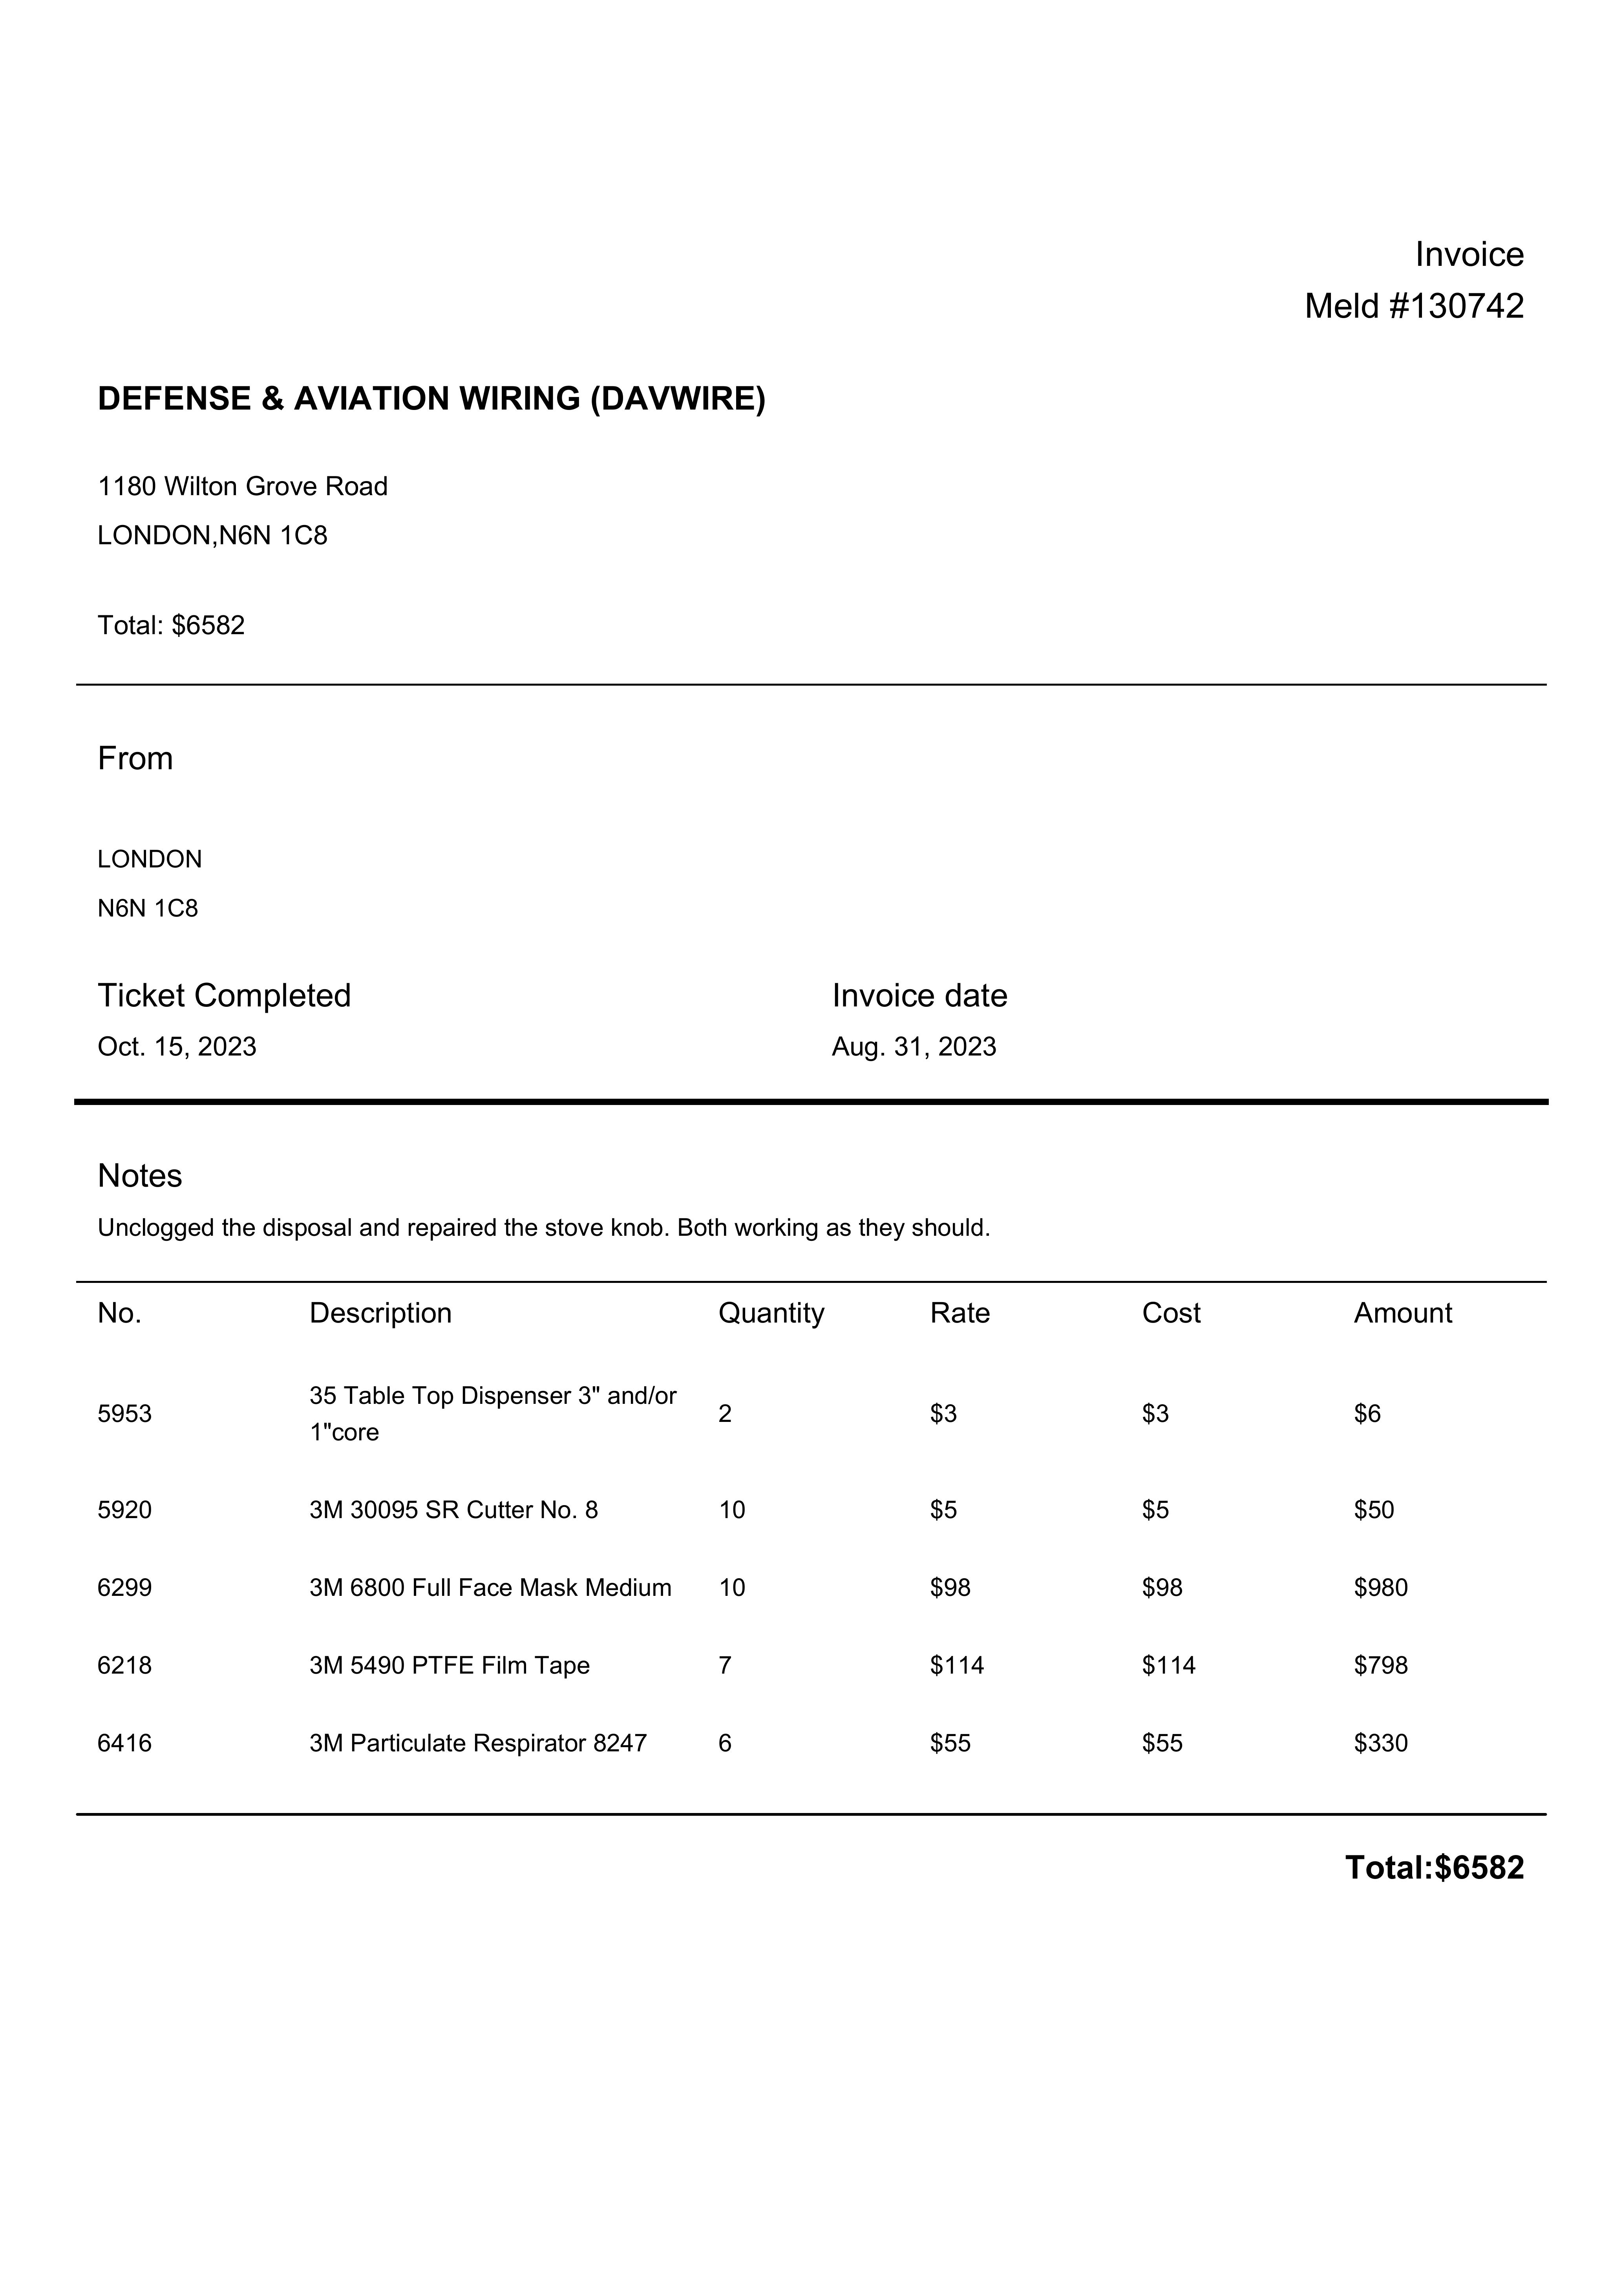 Invoice
Meld #130742
DEFENSE & AVIATION WIRING (DAVWIRE)
1180 Wilton Grove Road
LONDON,N6N 1C8
Total: $6582
From
LONDON
N6N 1C8
Ticket Completed Invoice date
Oct. 15, 2023 Aug. 31, 2023
Notes
Unclogged the disposal and repaired the stove knob. Both working as they should.
No. Description Quantity Rate Cost Amount
5953 35 Table Top Dispenser 3" and/or 2 $3 $3 $6
1"core
5920 3M 30095 SR Cutter No. 8 10 $5 $5 $50
6299 3M 6800 Full Face Mask Medium 10 $98 $98 $980
6218 3M 5490 PTFE Film Tape 7 $114 $114 $798
6416 3M Particulate Respirator 8247 6 $55 $55 $330
Total:$6582